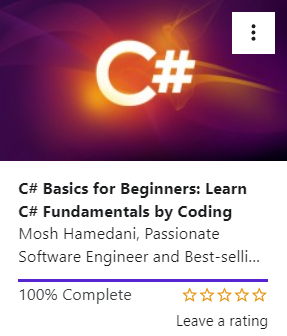 C#
C# Basics for Beginners: Learn
C# Fundamentals by Coding
Mosh Hamedani, Passionate
Software Engineer and Best-selli...
100% Complete
Leave a rating